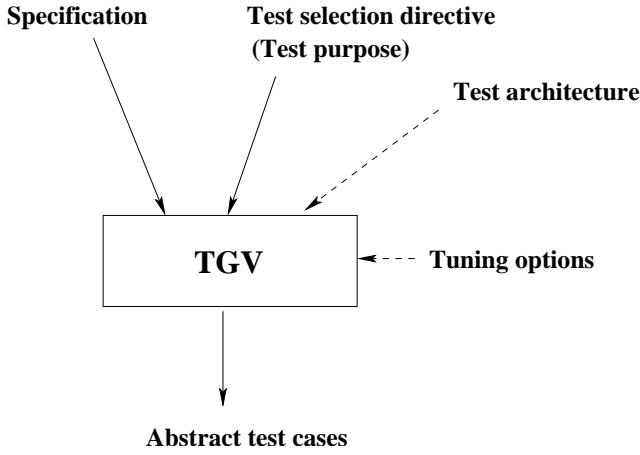 Specification
Test selection directive
(Test purpose)
Test architecture
TGV
Tuning options
Abstract test cases